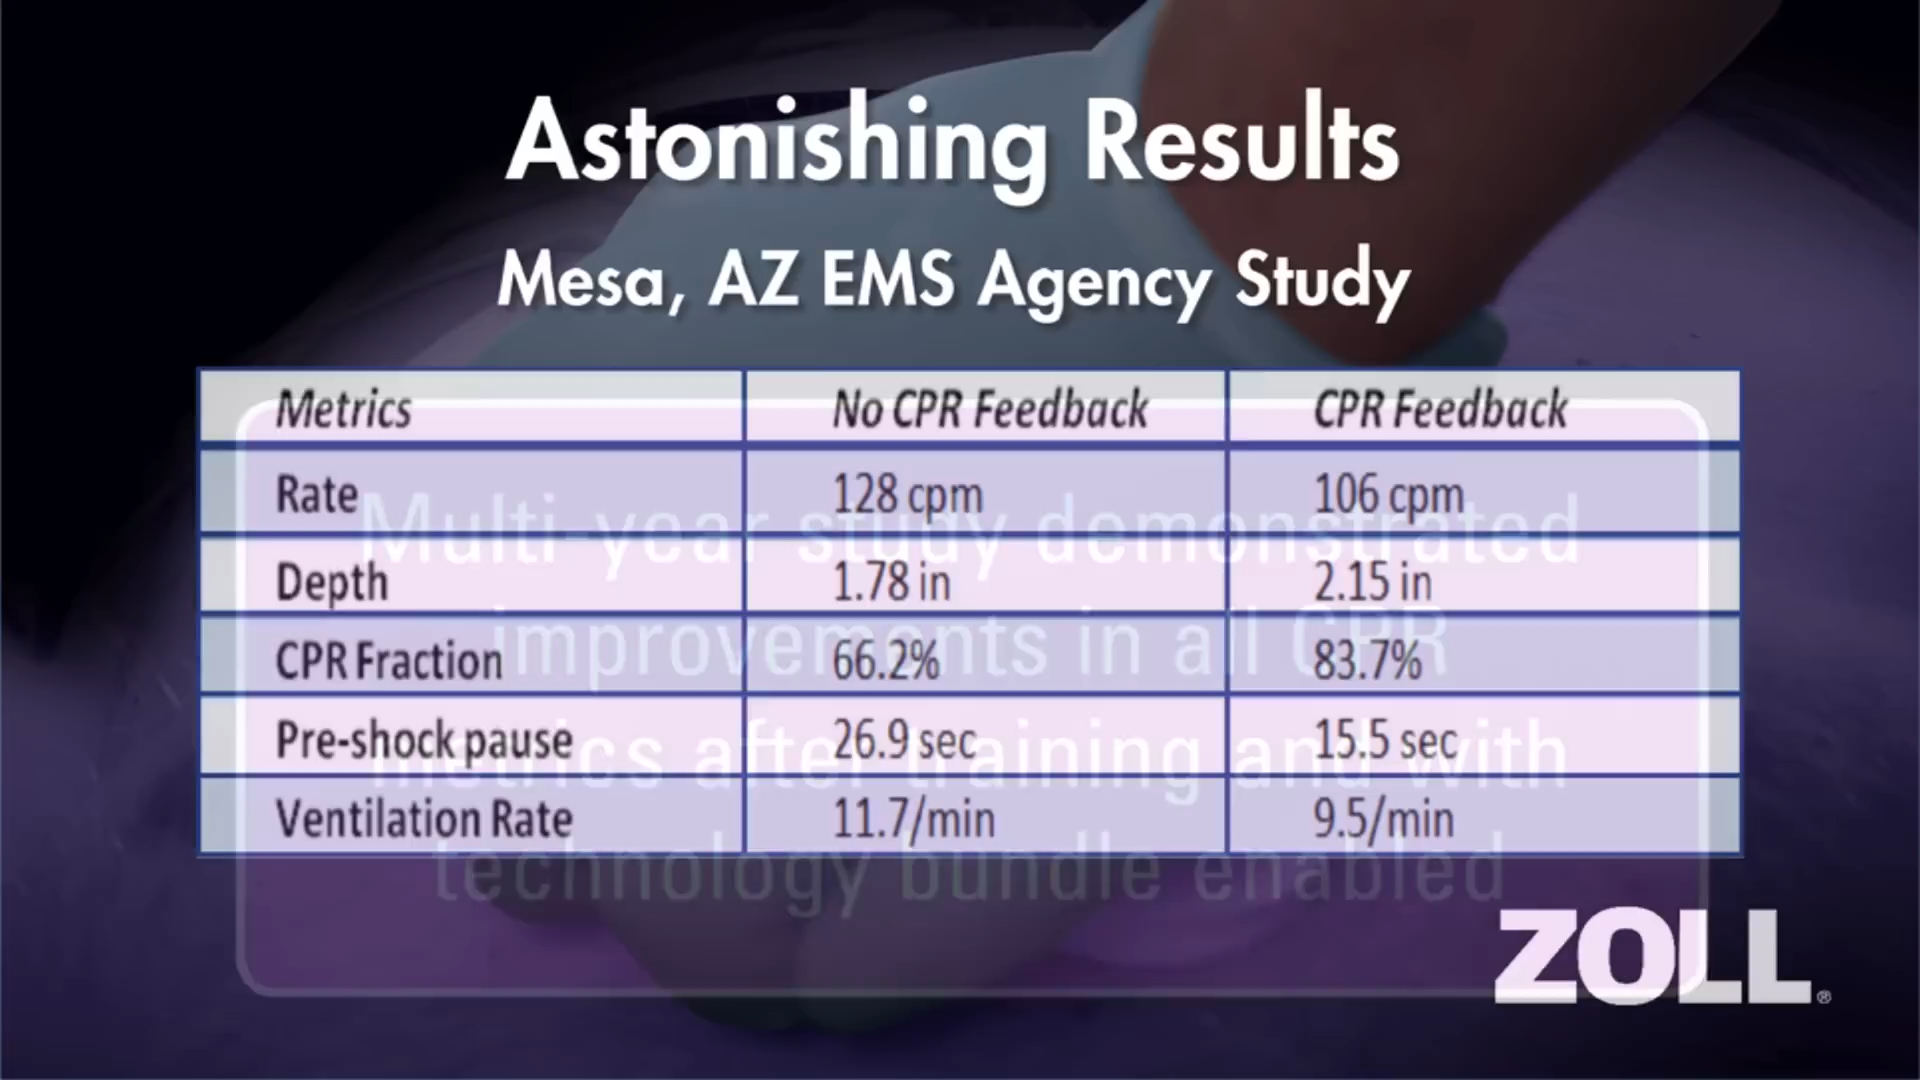 Astonishing Results
Mesa, AZ EMS Agency Study
Metrics No CPR Feedback CPR Feedback
Rate 128 cpm 106 cpm
Depth 1.78 in 2.15 in
CPR Fraction 66.2% 83.7%
Pre-shock pause 26.9 sec 15.5 sec
Ventilation Rate 11.7/min 9.5/min
Multi-year study demonstrated
improvements in all CPR
metrics after training and with
technology bundle enabled
ZOLL®